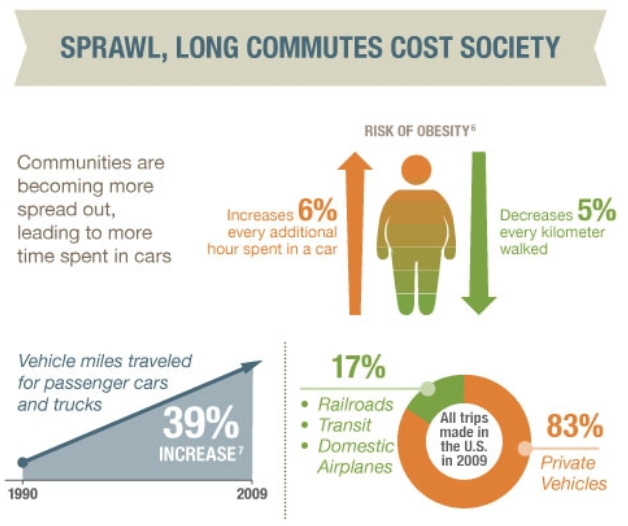 SPRAWL, LONG COMMUTES COST SOCIETY
Communities are
becoming more
spread out,
leading to more
time spent in cars
RISK OF OBESITY⁶
Increases 6%
every additional
hour spent in a car
Decreases 5%
every kilometer
walked
Vehicle miles traveled
for passenger cars
and trucks
39%
INCREASE⁷
1990
2009
17%
• Railroads
• Transit
• Domestic
Airplanes
All trips
made in
the U.S.
in 2009
83%
Private
Vehicles